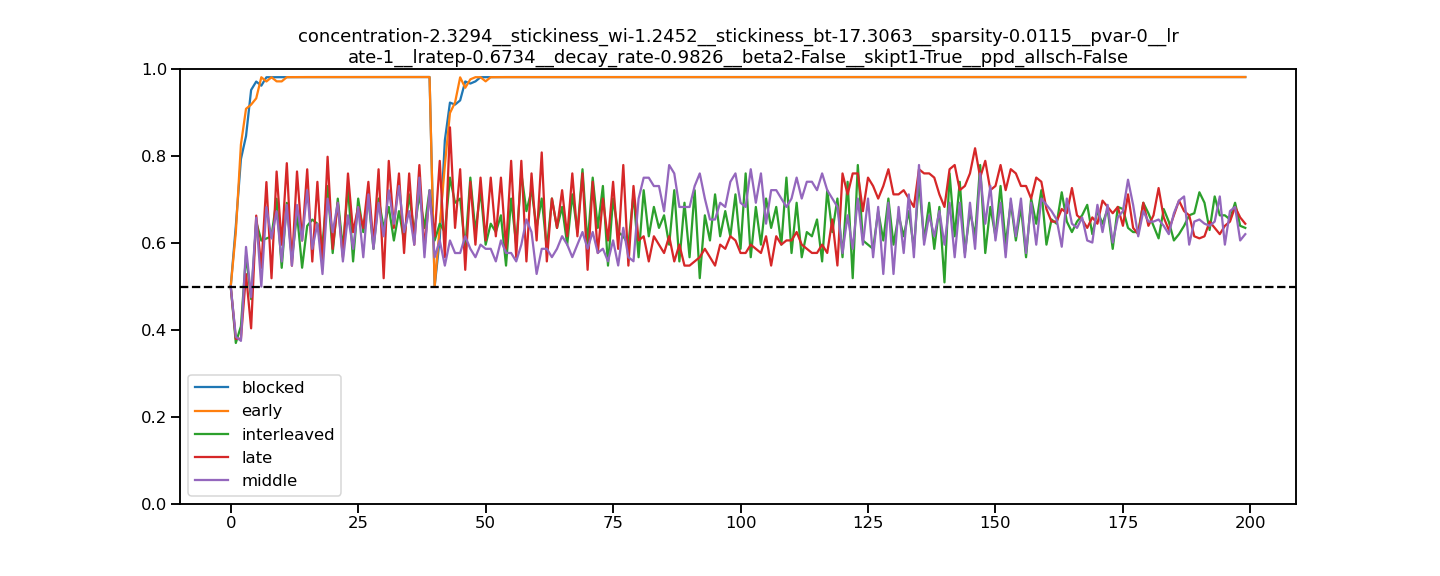 concentration-2.3294__stickiness_wi-1.2452__stickiness_bt-17.3063__sparsity-0.0115__pvar-0__lr
ate-1__lratep-0.6734__decay_rate-0.9826__beta2-False__skipt1-True__ppd_allsch-False
1.0
0.8
0.6
0.4
0.2
0.0
blocked
early
interleaved
late
middle
0 25 50 75 100 125 150 175 200